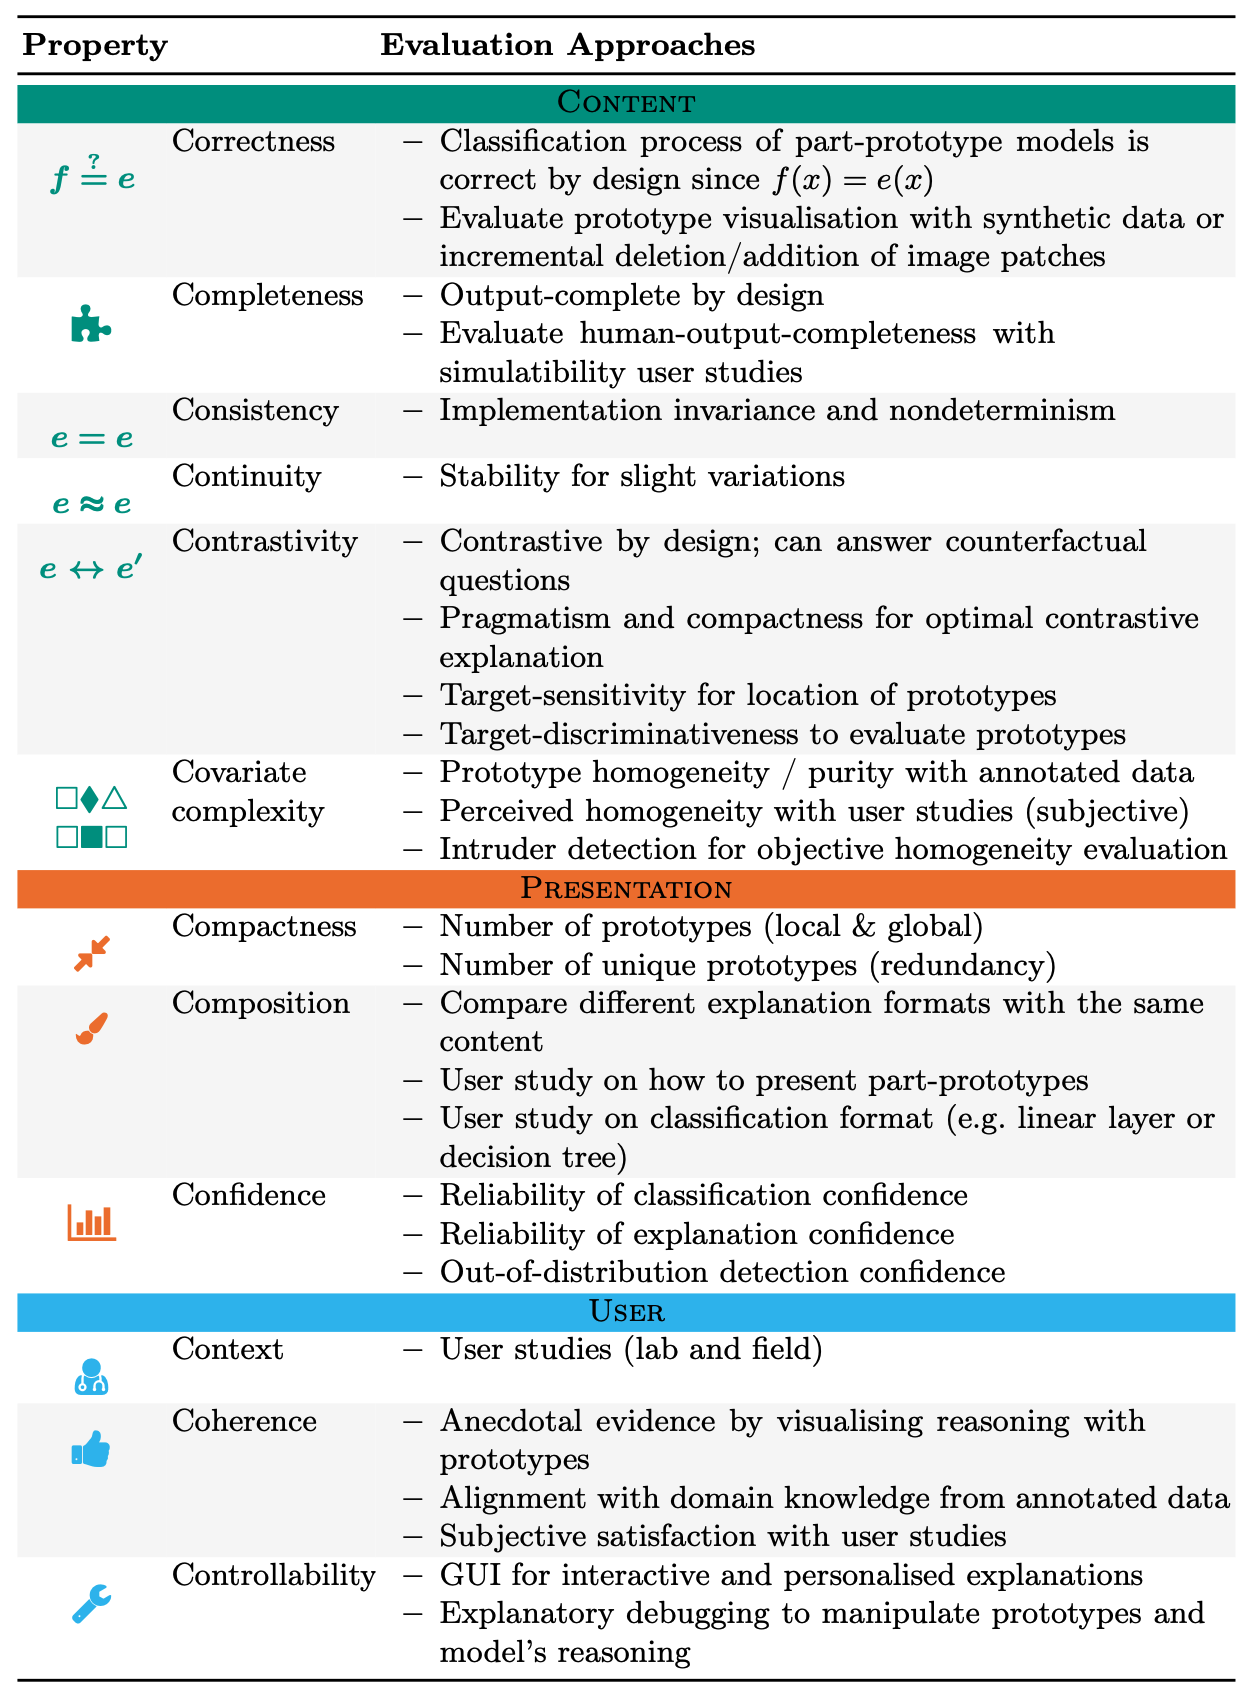 Property Evaluation Approaches
CONTENT
f ?= e Correctness – Classification process of part-prototype models is
correct by design since f(x) = e(x)
– Evaluate prototype visualisation with synthetic data or
incremental deletion/addition of image patches
Completeness – Output-complete by design
– Evaluate human-output-completeness with
simulatibility user studies
Consistency – Implementation invariance and nondeterminism
e = e
Continuity – Stability for slight variations
e ≈ e
Contrastivity – Contrastive by design; can answer counterfactual
e ↔ e′ questions
– Pragmatism and compactness for optimal contrastive
explanation
– Target-sensitivity for location of prototypes
– Target-discriminativeness to evaluate prototypes
Covariate – Prototype homogeneity / purity with annotated data
complexity – Perceived homogeneity with user studies (subjective)
– Intruder detection for objective homogeneity evaluation
PRESENTATION
Compactness – Number of prototypes (local & global)
– Number of unique prototypes (redundancy)
Composition – Compare different explanation formats with the same
content
– User study on how to present part-prototypes
– User study on classification format (e.g. linear layer or
decision tree)
Confidence – Reliability of classification confidence
– Reliability of explanation confidence
– Out-of-distribution detection confidence
USER
Context – User studies (lab and field)
Coherence – Anecdotal evidence by visualising reasoning with
prototypes
– Alignment with domain knowledge from annotated data
– Subjective satisfaction with user studies
Controllability – GUI for interactive and personalised explanations
– Explanatory debugging to manipulate prototypes and
model's reasoning